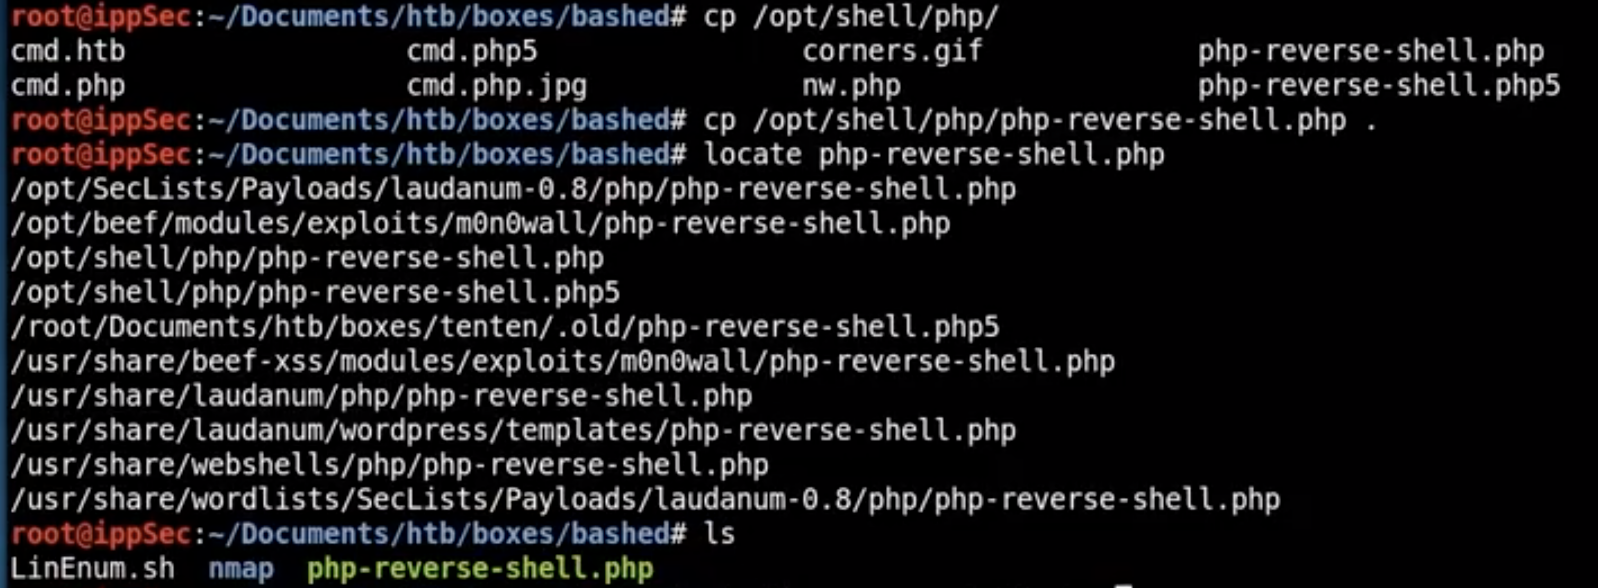 root@ippSec:~/Documents/htb/boxes/bashed# cp /opt/shell/php/
cmd.htb cmd.php5 corners.gif php-reverse-shell.php
cmd.php cmd.php.jpg nw.php php-reverse-shell.php5
root@ippSec:~/Documents/htb/boxes/bashed# cp /opt/shell/php/php-reverse-shell.php .
root@ippSec:~/Documents/htb/boxes/bashed# locate php-reverse-shell.php
/opt/SecLists/Payloads/laudanum-0.8/php/php-reverse-shell.php
/opt/beef/modules/exploits/m0n0wall/php-reverse-shell.php
/opt/shell/php/php-reverse-shell.php
/opt/shell/php/php-reverse-shell.php5
/root/Documents/htb/boxes/tenten/.old/php-reverse-shell.php5
/usr/share/beef-xss/modules/exploits/m0n0wall/php-reverse-shell.php
/usr/share/laudanum/php/php-reverse-shell.php
/usr/share/laudanum/wordpress/templates/php-reverse-shell.php
/usr/share/webshells/php/php-reverse-shell.php
/usr/share/wordlists/SecLists/Payloads/laudanum-0.8/php/php-reverse-shell.php
root@ippSec:~/Documents/htb/boxes/bashed# ls
LinEnum.sh nmap php-reverse-shell.php